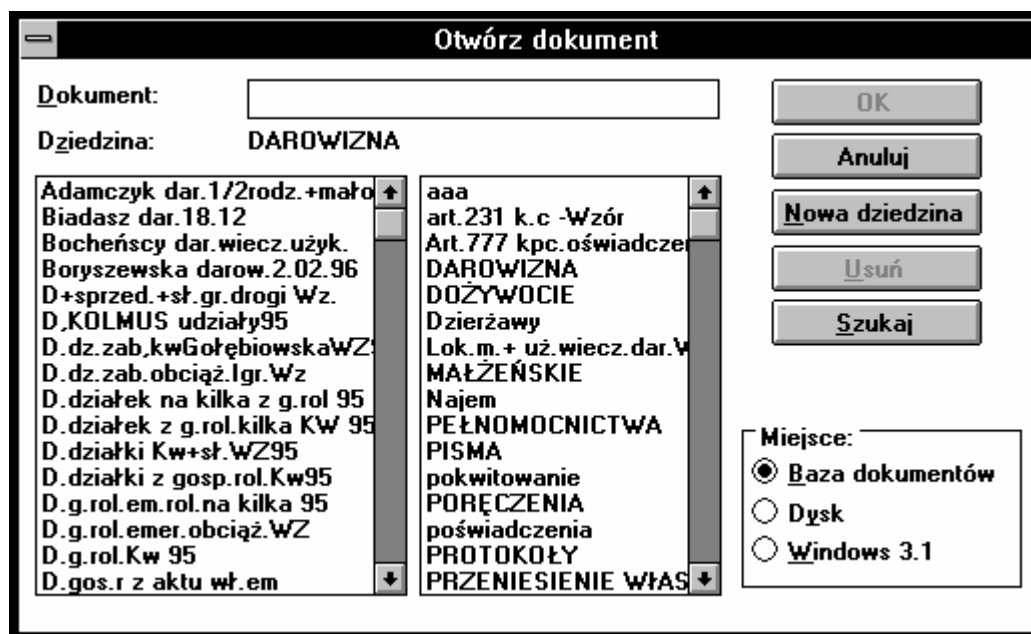 Otwórz dokument
Dokument:
Dziedzina: DAROWIZNA
Adamczyk dar.1/2rodz.+mało
Biadasz dar.18.12
Bocheńscy dar.wiecz.użyk.
Boryszewska darow.2.02.96
D+sprzed.+sł.gr.drogi Wz.
D,KOLMUS udziały95
D.dz.zab,kwGołębiowskaWZ
D.dz.zab.obciąż.Igr.Wz
D.działek na kilka z g.rol 95
D.działek z g.rol.kilka KW 95
D.działki Kw+sł.WZ95
D.działki z gosp.rol.Kw95
D.g.rol.em.rol.na kilka 95
D.g.rol.emer.obciąż.WZ
D.g.rol.Kw 95
D.gos.r z aktu wł.em
aaa
art.231 k.c -Wzór
Art.777 kpc.oświadczen
DAROWIZNA
DOŻYWOCIE
Dzierżawy
Lok.m.+ uż.wiecz.dar.W
MAŁŻEŃSKIE
Najem
PEŁNOMOCNICTWA
PISMA
pokwitowanie
PORĘCZENIA
poświadczenia
PROTOKOŁY
PRZENIESIENIE WŁAS
OK
Anuluj
Nowa dziedzina
Usuń
Szukaj
Miejsce:
Baza dokumentów
Dysk
Windows 3.1